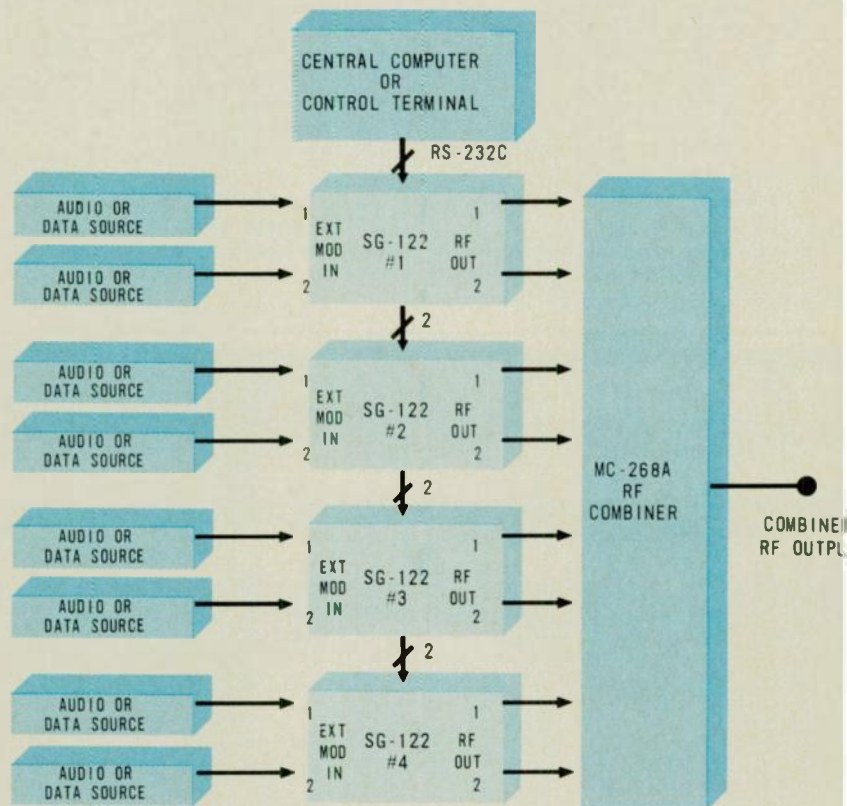 CENTRAL COMPUTER
OR
CONTROL TERMINAL
RS-232C
AUDIO OR
DATA SOURCE
AUDIO OR
DATA SOURCE
1
2
EXT
MOD
IN
SG-122
#1
RF
OUT
1
2
2
AUDIO OR
DATA SOURCE
AUDIO OR
DATA SOURCE
1
2
EXT
MOD
IN
SG-122
#2
RF
OUT
1
2
2
AUDIO OR
DATA SOURCE
AUDIO OR
DATA SOURCE
1
2
EXT
MOD
IN
SG-122
#3
RF
OUT
1
2
2
AUDIO OR
DATA SOURCE
AUDIO OR
DATA SOURCE
1
2
EXT
MOD
IN
SG-122
#4
RF
OUT
1
2
MC-268A
RF
COMBINER
RF